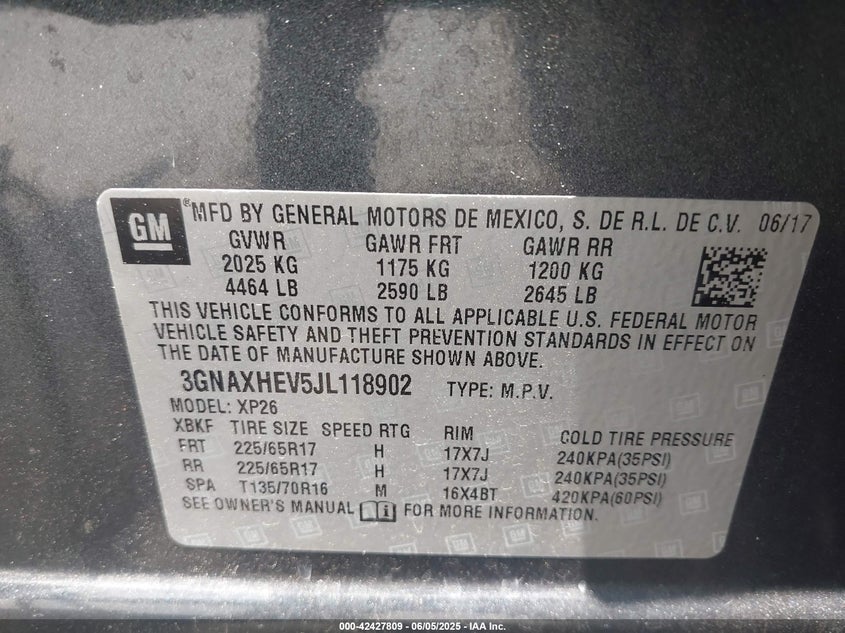 GM ® MFD BY GENERAL MOTORS DE MEXICO, S. DE R.L. DE C.V. 06/17
GVWR GAWR FRT GAWR RR
2025 KG 1175 KG 1200 KG
4464 LB 2590 LB 2645 LB
THIS VEHICLE CONFORMS TO ALL APPLICABLE U.S. FEDERAL MOTOR
VEHICLE SAFETY AND THEFT PREVENTION STANDARDS IN EFFECT ON
THE DATE OF MANUFACTURE SHOWN ABOVE.
3GNAXHEV5JL118902 TYPE: M.P.V.
MODEL: XP26
XBKF TIRE SIZE SPEED RTG RIM COLD TIRE PRESSURE
FRT 225/65R17 H 17X7J 240KPA(35PSI)
RR 225/65R17 H 17X7J 240KPA(35PSI)
SPA T135/70R16 M 16X4BT 420KPA(60PSI)
SEE OWNER'S MANUAL i FOR MORE INFORMATION.
000-42427809 - 06/05/2025 - IAA Inc.